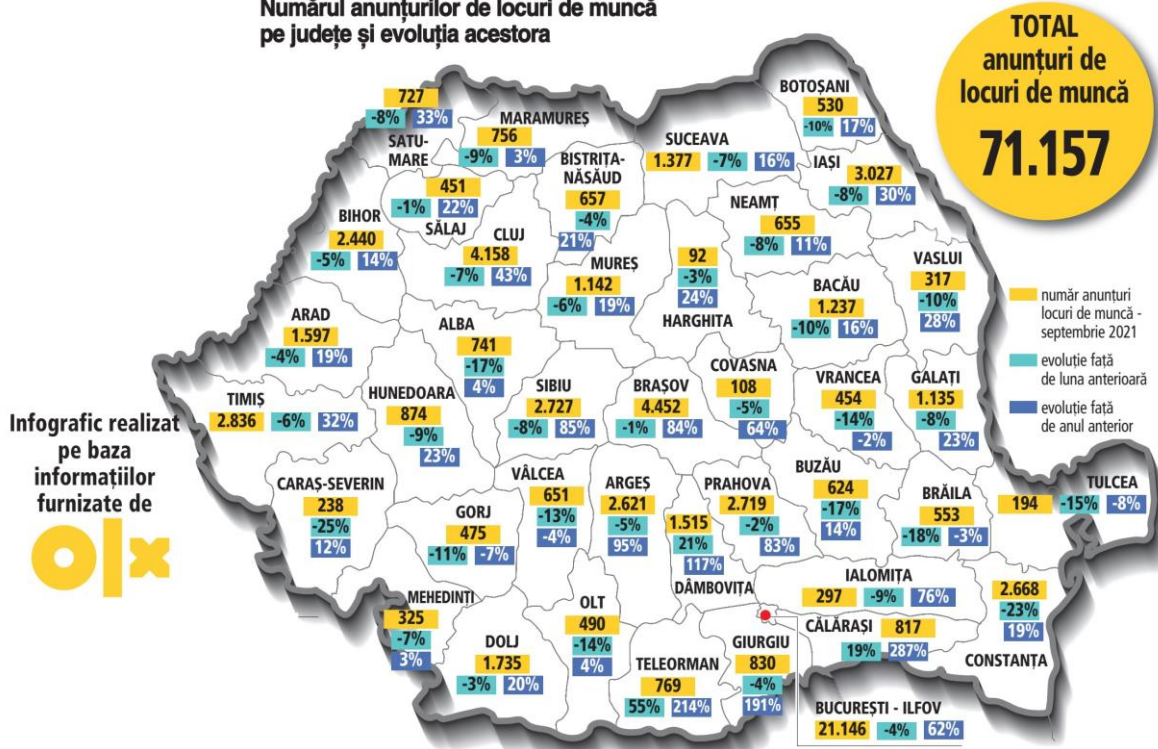 Numărul anunțurilor de locuri de muncă
pe județe și evoluția acestora
TOTAL
anunțuri de
locuri de muncă
71.157
727
-8% 33%
SATU-
MARE
MARAMUREȘ
756
-9% 3%
BOTOȘANI
530
-10% 17%
SUCEAVA
1.377 -7% 16%
IAȘI
3.027
-8% 30%
BISTRIȚA-
NĂSĂUD
657
-4%
21%
451
-1% 22%
SĂLAJ
BIHOR
2.440
-5% 14%
CLUJ
4.158
-7% 43%
NEAMȚ
655
-8% 11%
MUREȘ
1.142
-6% 19%
92
-3%
24%
HARGHITA
BACĂU
1.237
-10% 16%
VASLUI
317
-10%
28%
număr anunțuri
locuri de muncă -
septembrie 2021
evoluție față
de luna anterioară
evoluție față
de anul anterior
ARAD
1.597
-4% 19%
ALBA
741
-17%
4%
TIMIȘ
2.836 -6% 32%
HUNEDOARA
874
-9%
23%
SIBIU
2.727
-8% 85%
BRAȘOV
4.452
-1% 84%
COVASNA
108
-5%
64%
VRANCEA
454
-14%
-2%
GALAȚI
1.135
-8%
23%
Infografic realizat
pe baza
informațiilor
furnizate de
olx
CARAȘ-SEVERIN
238
-25%
12%
GORJ
475
-11% -7%
VÂLCEA
651
-13%
-4%
ARGEȘ
2.621
-5%
95%
1.515
21%
117%
DÂMBOVIȚA
PRAHOVA
2.719
-2%
83%
BUZĂU
624
-17%
14%
BRĂILA
553
-18% -3%
TULCEA
194 -15% -8%
MEHEDINȚI
325
-7%
3%
DOLJ
1.735
-3% 20%
OLT
490
-14%
4%
TELEORMAN
769
55% 214%
GIURGIU
830
-4%
191%
IALOMIȚA
297 -9% 76%
CĂLĂRAȘI 817
19% 287%
2.668
-23%
19%
CONSTANȚA
BUCUREȘTI - ILFOV
21.146 -4% 62%